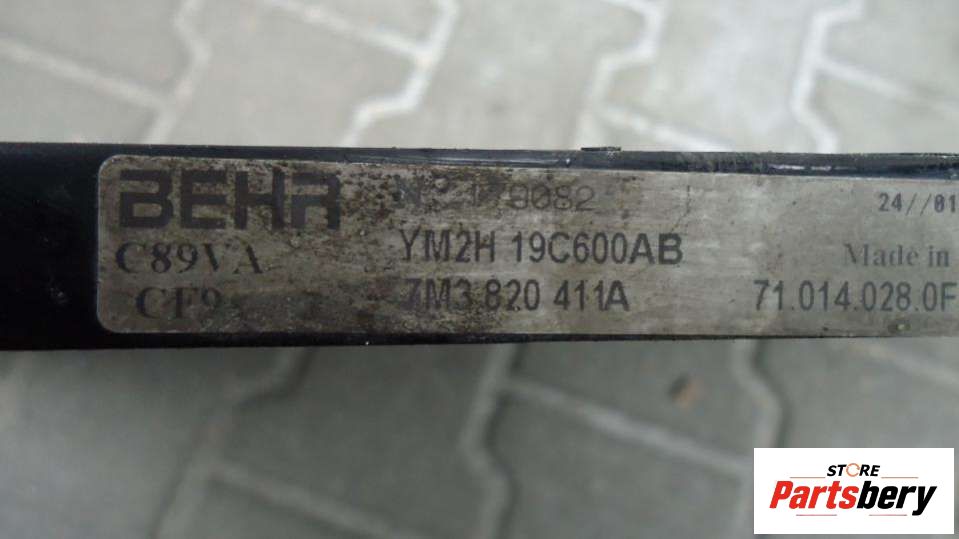 BEHR
24//01
C89VA YM2H 19C600AB Made in
CF9 7M3 820 411A 71.014.028.0F
STORE
Partsbery